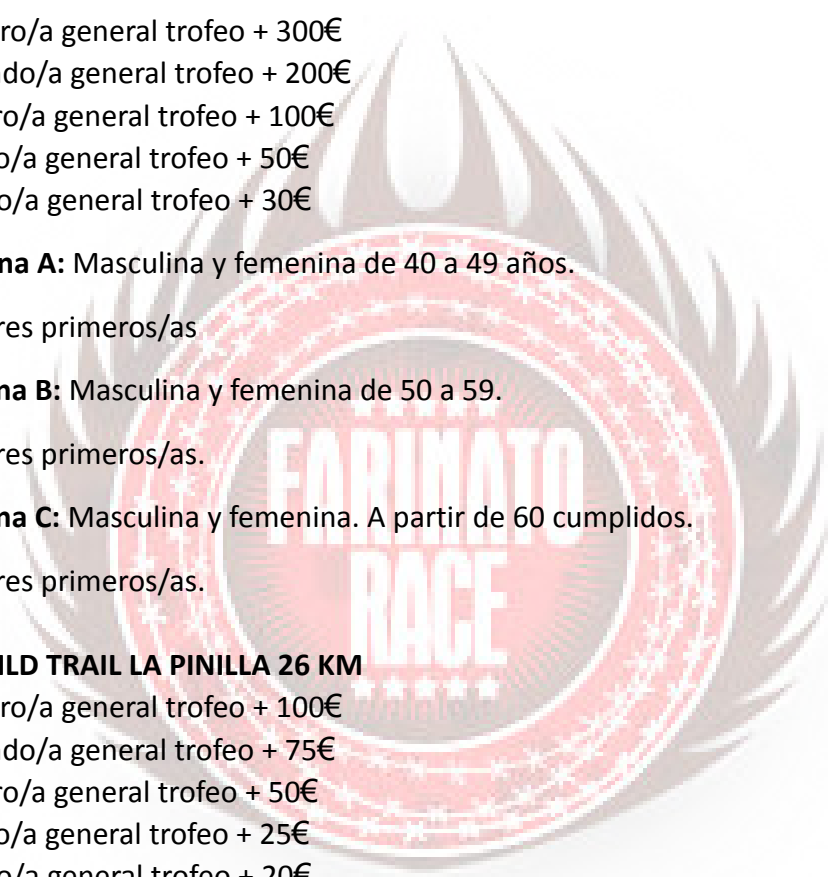 ro/a general trofeo + 300€
do/a general trofeo + 200€
ro/a general trofeo + 100€
o/a general trofeo + 50€
o/a general trofeo + 30€
na A: Masculina y femenina de 40 a 49 años.
res primeros/as
na B: Masculina y femenina de 50 a 59.
res primeros/as.
na C: Masculina y femenina. A partir de 60 cumplidos.
res primeros/as.
FARINATO
RACE
ILD TRAIL LA PINILLA 26 KM
ro/a general trofeo + 100€
do/a general trofeo + 75€
ro/a general trofeo + 50€
o/a general trofeo + 25€
o/a general trofeo + 20€